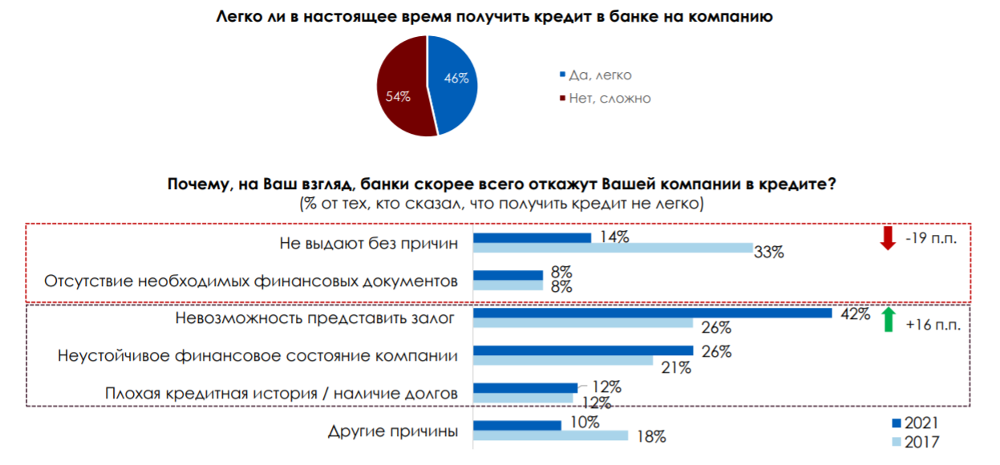 Легко ли в настоящее время получить кредит в банке на компанию
46%
54%
Да, легко
Нет, сложно
Почему, на Ваш взгляд, банки скорее всего откажут Вашей компании в кредите?
(% от тех, кто сказал, что получить кредит не легко)
Не выдают без причин
14%
33%
-19 п.п.
Отсутствие необходимых финансовых документов
8%
8%
Невозможность представить залог
42%
26%
+16 п.п.
Неустойчивое финансовое состояние компании
26%
21%
Плохая кредитная история / наличие долгов
12%
12%
Другие причины
10%
18%
2021
2017